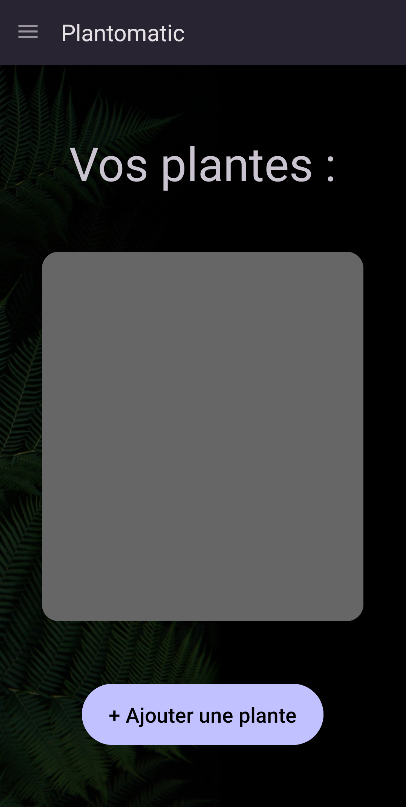 Plantomatic
Vos plantes :
+ Ajouter une plante